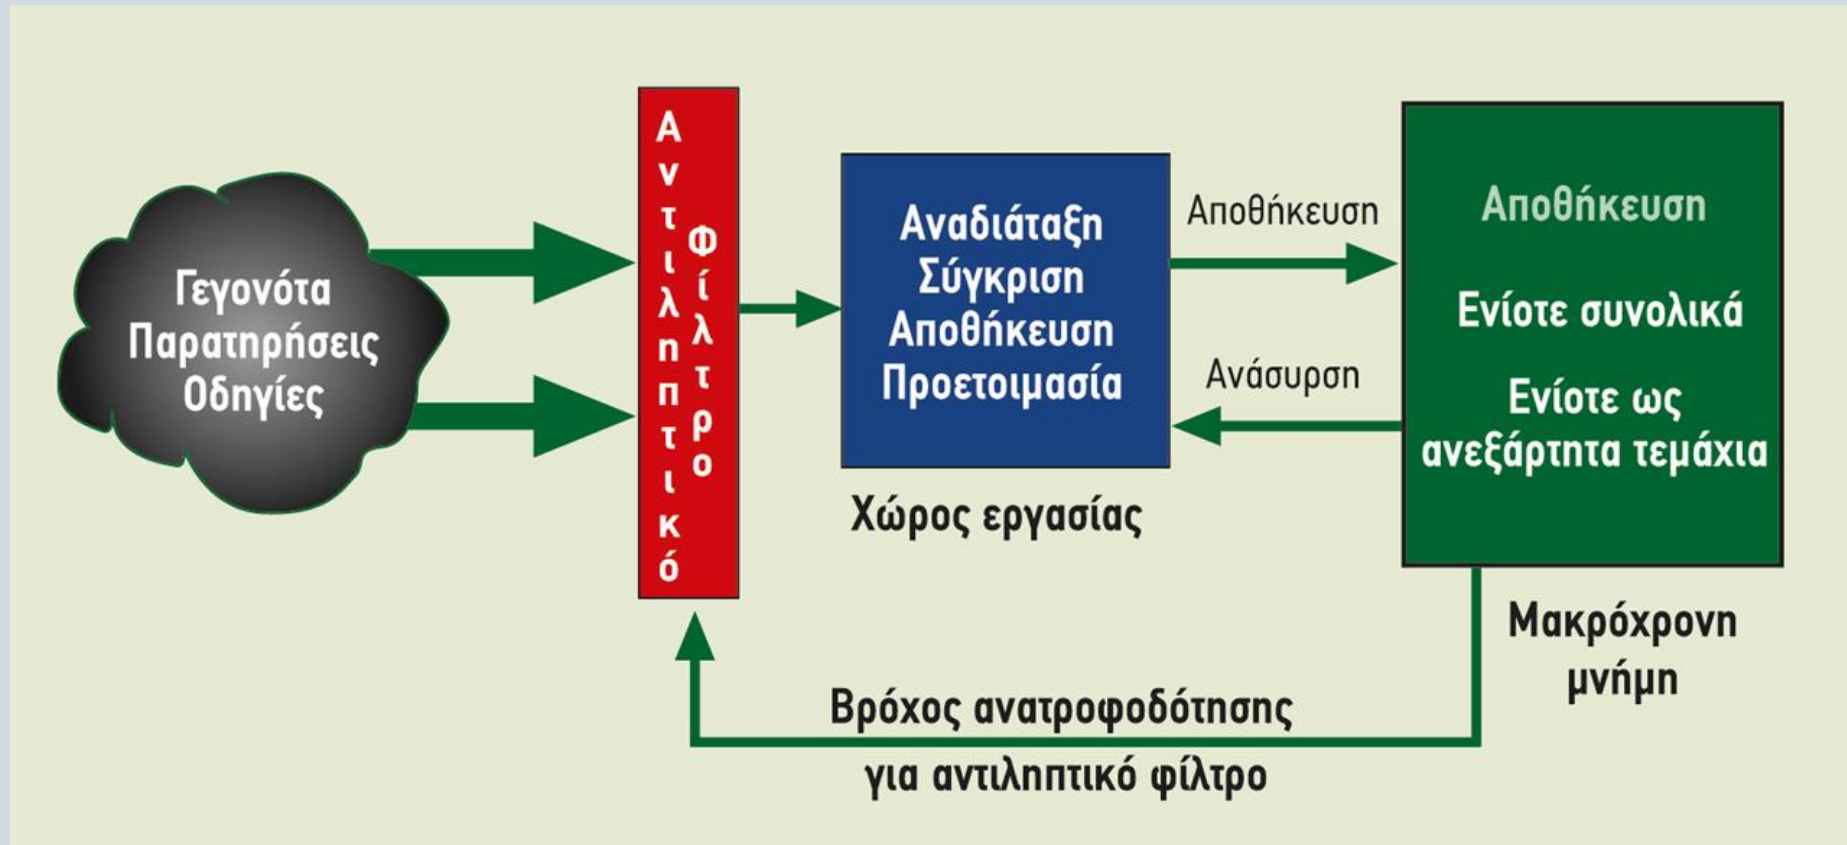 Γεγονότα
Παρατηρήσεις
Οδηγίες
Αντιληπτικό
Φίλτρο
Αναδιάταξη
Σύγκριση
Αποθήκευση
Προετοιμασία
Χώρος εργασίας
Αποθήκευση
Ανάσυρση
Αποθήκευση
Ενίοτε συνολικά
Ενίοτε ως
ανεξάρτητα τεμάχια
Μακρόχρονη
μνήμη
Βρόχος ανατροφοδότησης
για αντιληπτικό φίλτρο